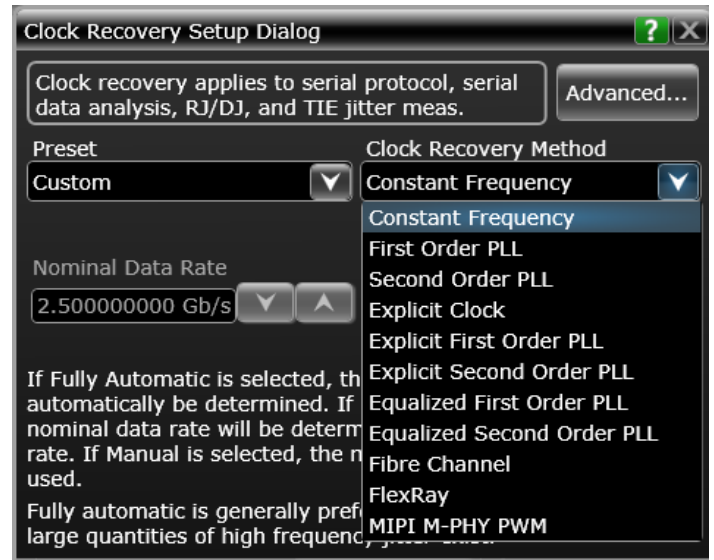 Clock Recovery Setup Dialog
?
X
Clock recovery applies to serial protocol, serial
data analysis, RJ/DJ, and TIE jitter meas.
Advanced...
Preset
Clock Recovery Method
Custom
Constant Frequency
Constant Frequency
First Order PLL
Second Order PLL
Explicit Clock
Explicit First Order PLL
Explicit Second Order PLL
Equalized First Order PLL
Equalized Second Order PLL
Fibre Channel
FlexRay
MIPI M-PHY PWM
Nominal Data Rate
2.500000000 Gb/s
If Fully Automatic is selected, th
automatically be determined. If
nominal data rate will be determ
rate. If Manual is selected, the n
used.
Fully automatic is generally pref
large quantities of high frequency